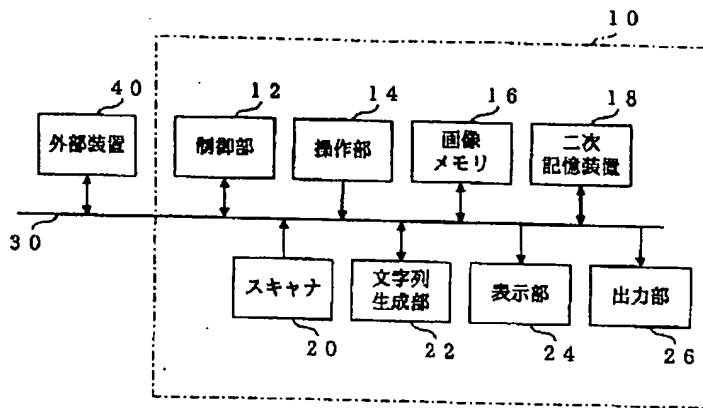 １０
４０
１２
１４
１６
１８
外部装置
制御部
操作部
画像
メモリ
二次
記憶装置
３０
スキャナ
文字列
生成部
表示部
出力部
２０
２２
２４
２６